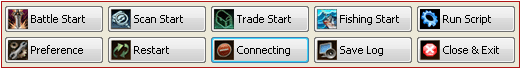 Battle Start Scan Start Trade Start Fishing Start Run Script
Preference Restart Connecting Save Log Close & Exit